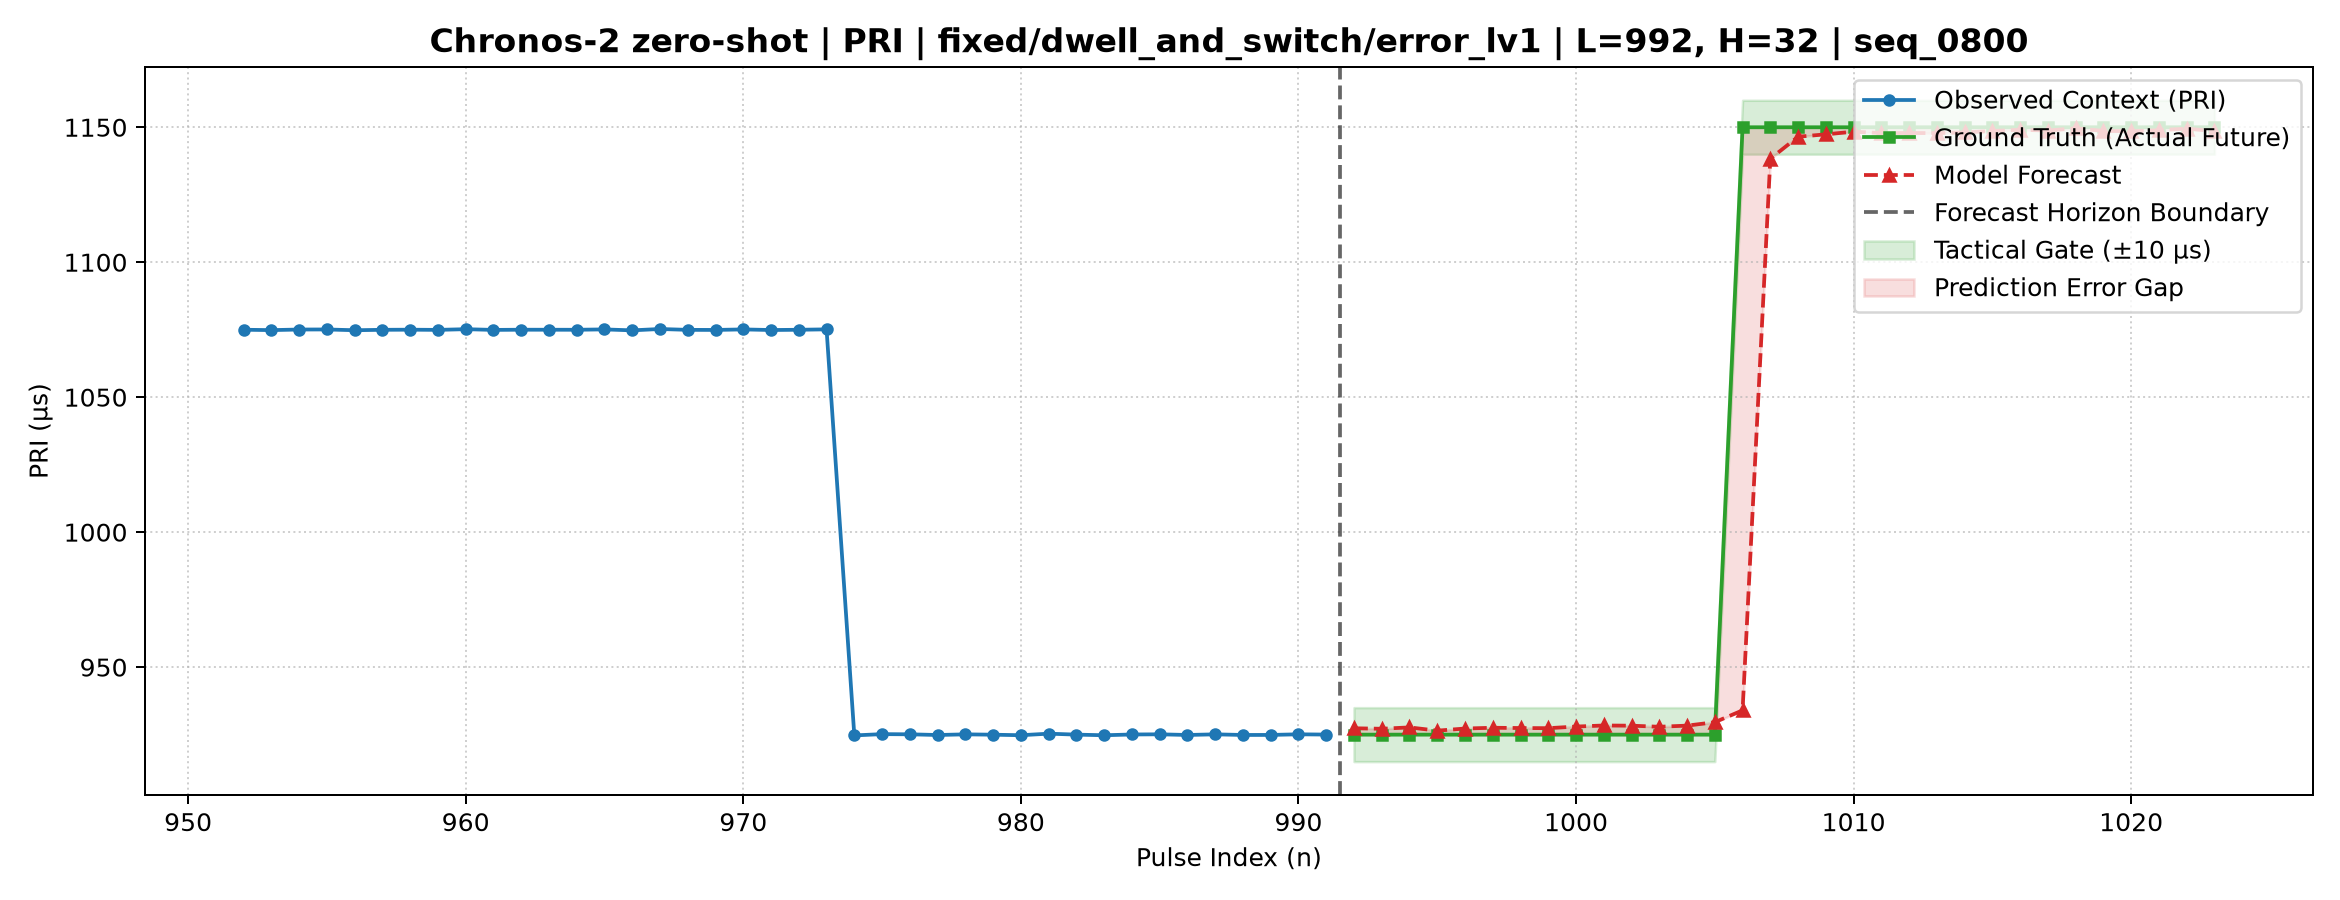 Chronos-2 zero-shot | PRI | fixed/dwell_and_switch/error_lv1 | L=992, H=32 | seq_0800
PRI (µs)
1150
1100
1050
1000
950
Observed Context (PRI)
Ground Truth (Actual Future)
Model Forecast
Forecast Horizon Boundary
Tactical Gate (±10 µs)
Prediction Error Gap
950 960 970 980 990 1000 1010 1020
Pulse Index (n)